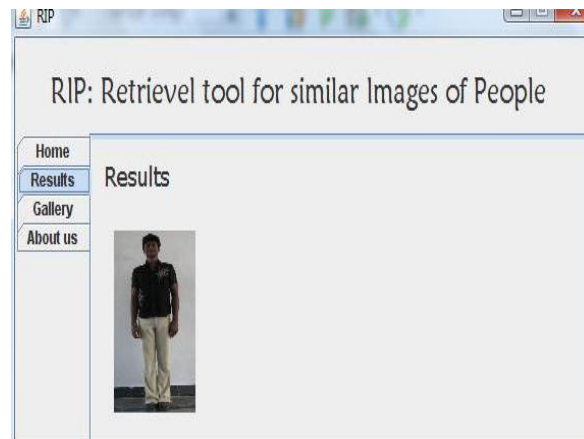 RIP
RIP: Retrievel tool for similar Images of People
Home
Results
Gallery
About us
Results